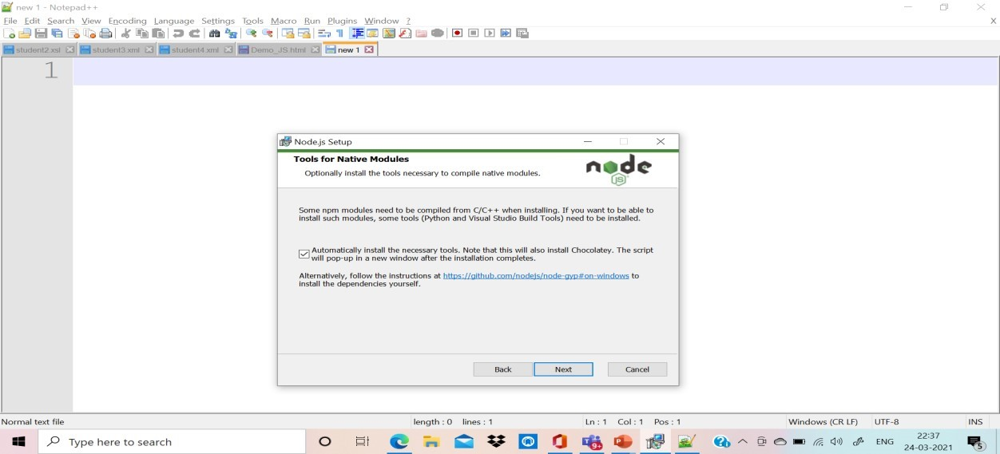 new 1 - Notepad++
File Edit Search View Encoding Language Settings Tools Macro Run Plugins Window ?
X
student2.xsl student3.xml student4.xml Demo_JS.html new 1
1
Node.js Setup
Tools for Native Modules
Optionally install the tools necessary to compile native modules.
node
JS
Some npm modules need to be compiled from C/C++ when installing. If you want to be able to
install such modules, some tools (Python and Visual Studio Build Tools) need to be installed.
Automatically install the necessary tools. Note that this will also install Chocolatey. The script
will pop-up in a new window after the installation completes.
Alternatively, follow the instructions at https://github.com/nodejs/node-gyp#on-windows to
install the dependencies yourself.
Back Next Cancel
Normal text file length : 0 lines : 1 Ln : 1 Col : 1 Pos : 1 Windows (CR LF) UTF-8 INS
Type here to search
9+
ENG
22:37
24-03-2021
5